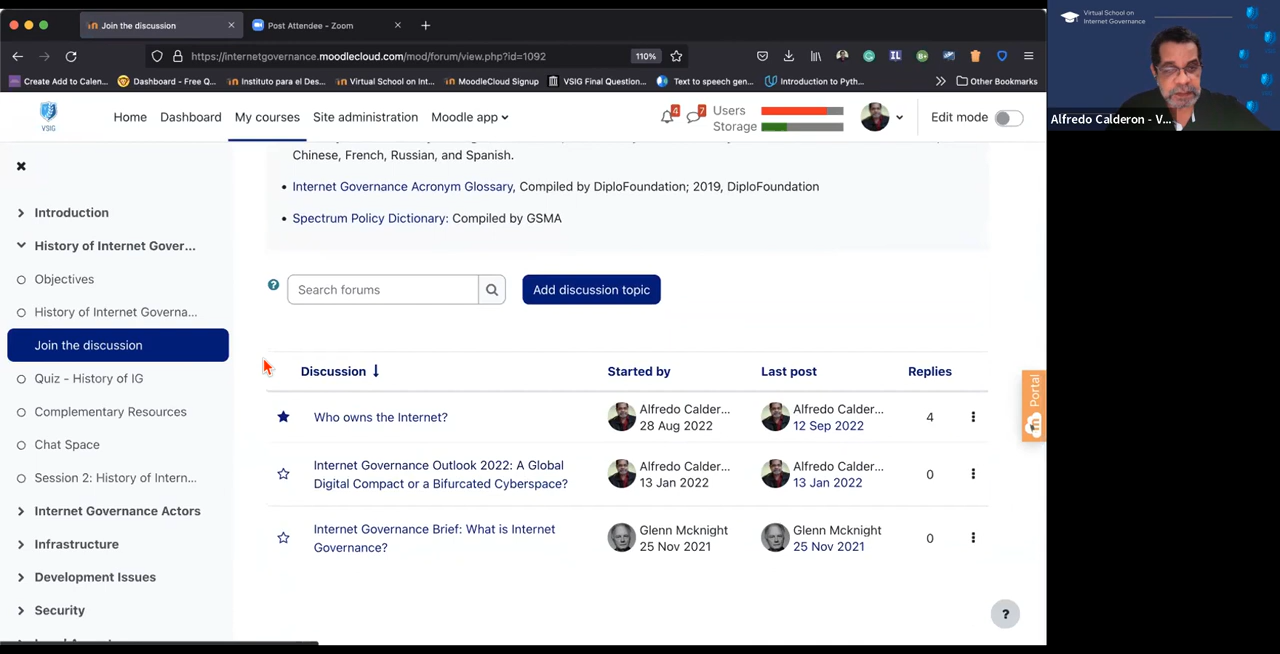 Join the discussion
Post Attendee - Zoom
https://internetgovernance.moodlecloud.com/mod/forum/view.php?id=1092
110%
Create Add to Calen...
Dashboard - Free Q...
Instituto para el Des...
Virtual School on Int...
MoodleCloud Signup
VSIG Final Question...
Text to speech gen...
Introduction to Pyth...
Other Bookmarks
VSIG
Home
Dashboard
My courses
Site administration
Moodle app
4
7
Users
Storage
Edit mode
Virtual School on
Internet Governance
Alfredo Calderon - V...
Introduction
History of Internet Gover...
Objectives
History of Internet Governa...
Join the discussion
Quiz - History of IG
Complementary Resources
Chat Space
Session 2: History of Intern...
Internet Governance Actors
Infrastructure
Development Issues
Security
Chinese, French, Russian, and Spanish.
• Internet Governance Acronym Glossary, Compiled by DiploFoundation; 2019, DiploFoundation
• Spectrum Policy Dictionary: Compiled by GSMA
?
Search forums
Add discussion topic
Discussion ↓
Started by
Last post
Replies
Who owns the Internet?
Alfredo Calder...
28 Aug 2022
Alfredo Calder...
12 Sep 2022
4
Internet Governance Outlook 2022: A Global
Digital Compact or a Bifurcated Cyberspace?
Alfredo Calder...
13 Jan 2022
Alfredo Calder...
13 Jan 2022
0
Internet Governance Brief: What is Internet
Governance?
Glenn Mcknight
25 Nov 2021
Glenn Mcknight
25 Nov 2021
0
Portal
?